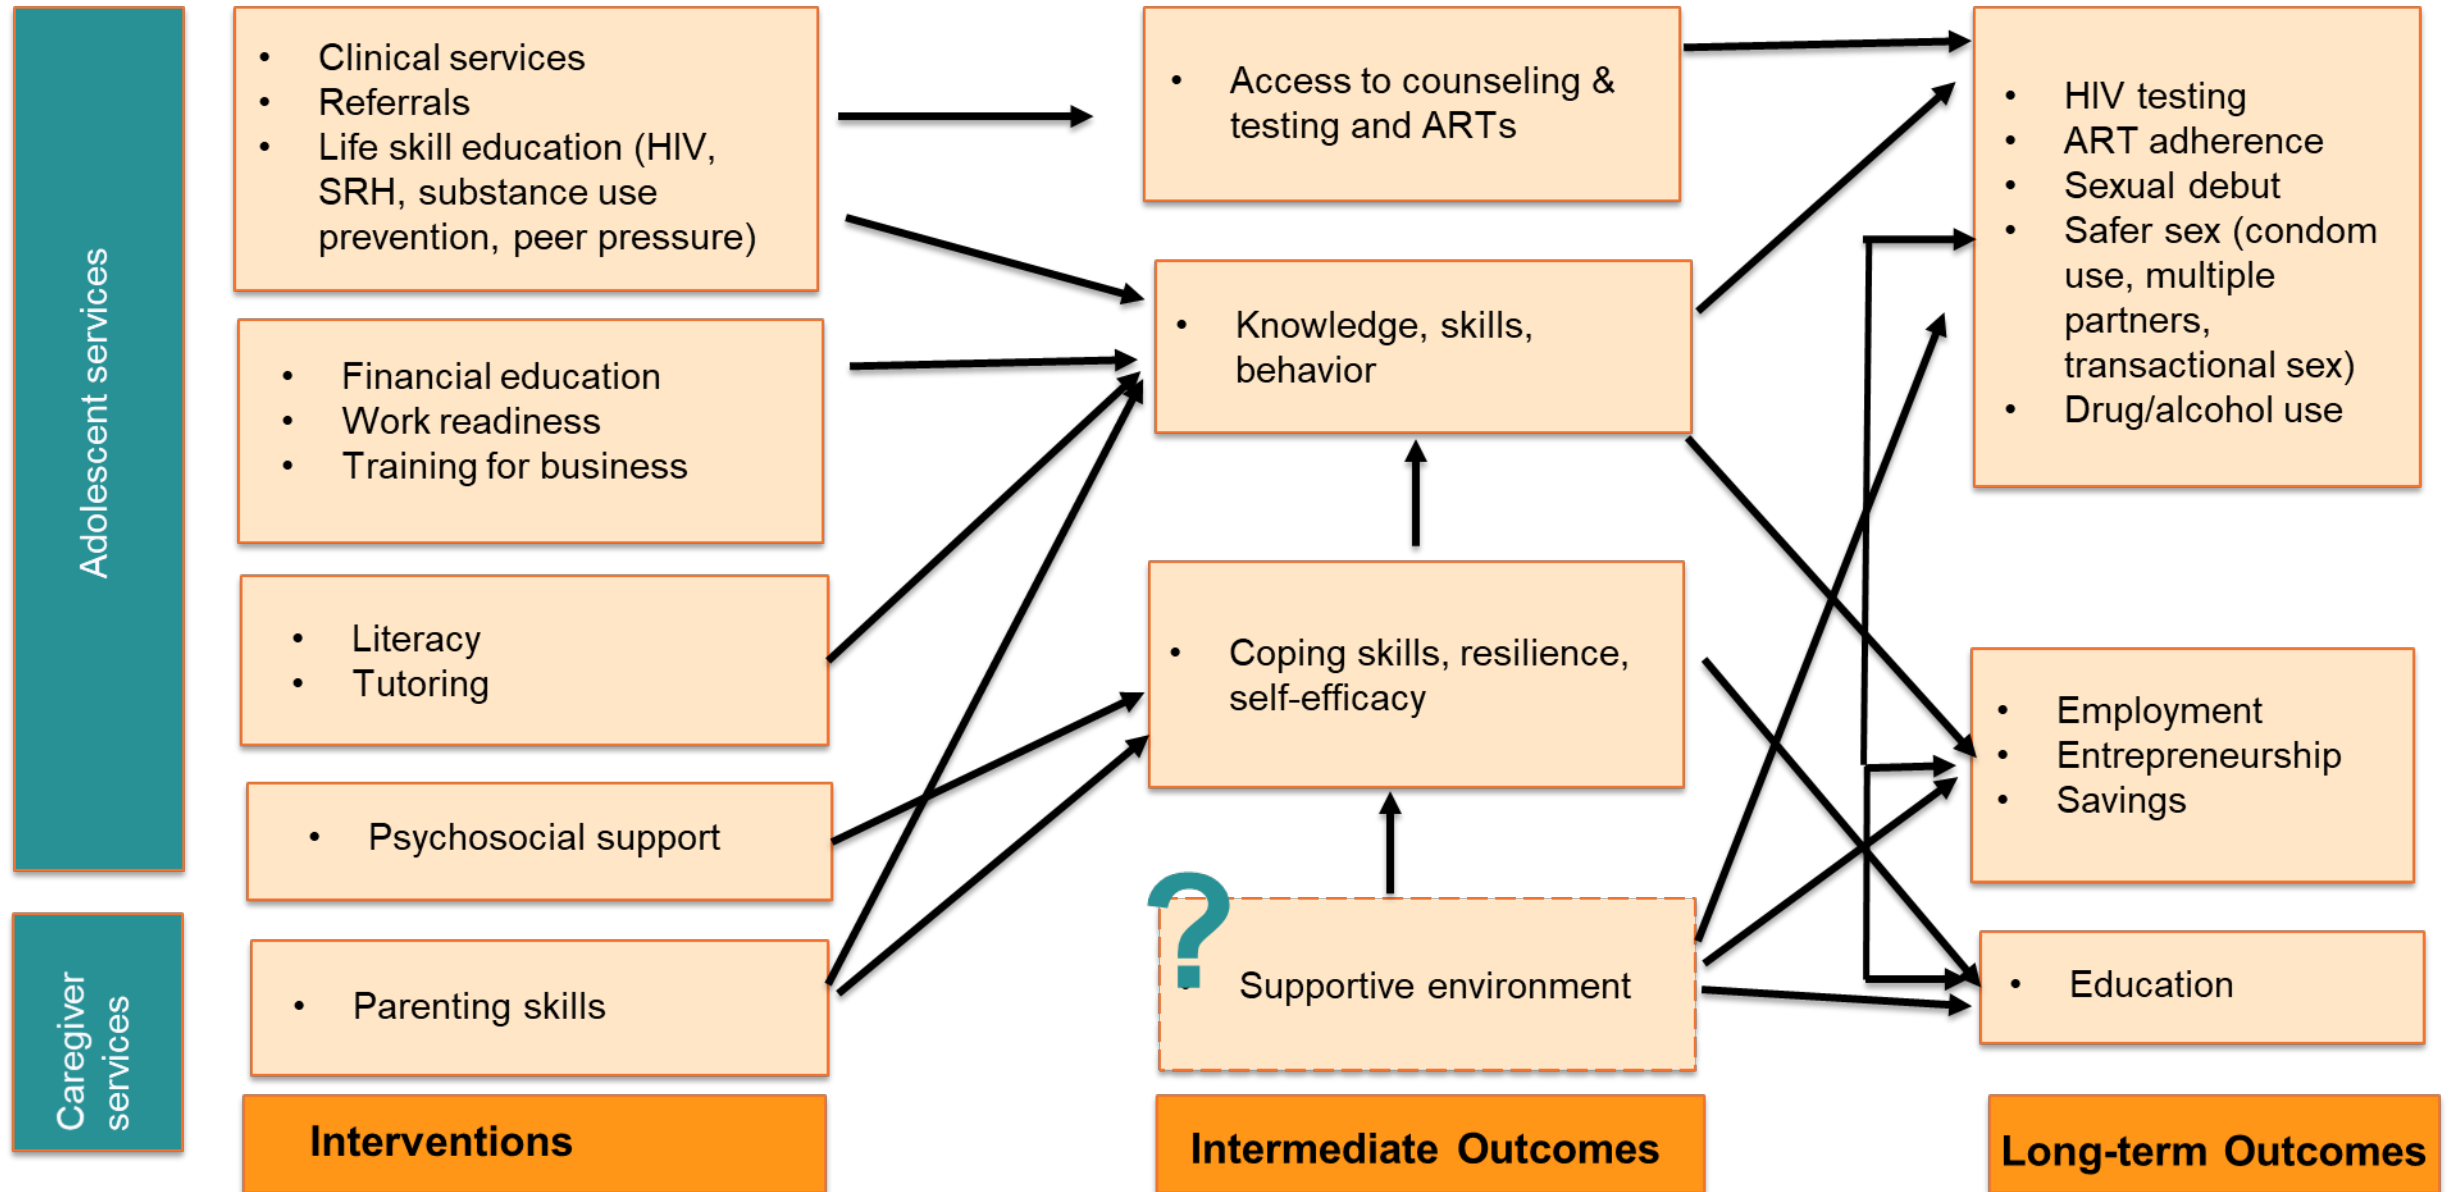 Adolescent services
• Clinical services
• Referrals
• Life skill education (HIV,
SRH, substance use
prevention, peer pressure)
• Financial education
• Work readiness
• Training for business
• Literacy
• Tutoring
• Psychosocial support
Caregiver
services
• Parenting skills
Interventions
• Access to counseling &
testing and ARTs
• Knowledge, skills,
behavior
• Coping skills, resilience,
self-efficacy
?
• Supportive environment
Intermediate Outcomes
• HIV testing
• ART adherence
• Sexual debut
• Safer sex (condom
use, multiple
partners,
transactional sex)
• Drug/alcohol use
• Employment
• Entrepreneurship
• Savings
• Education
Long-term Outcomes